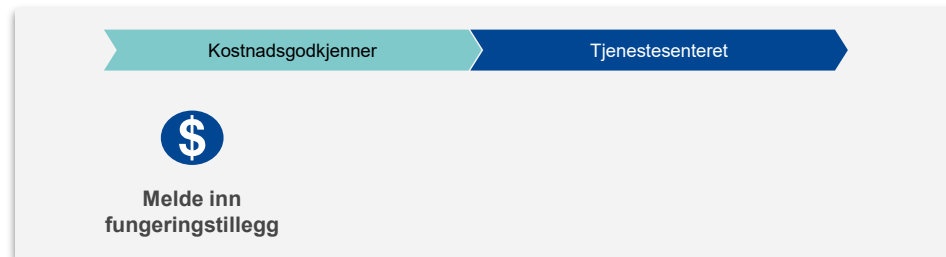 Kostnadsgodkjenner
Tjenestesenteret
$
Melde inn
fungeringstillegg